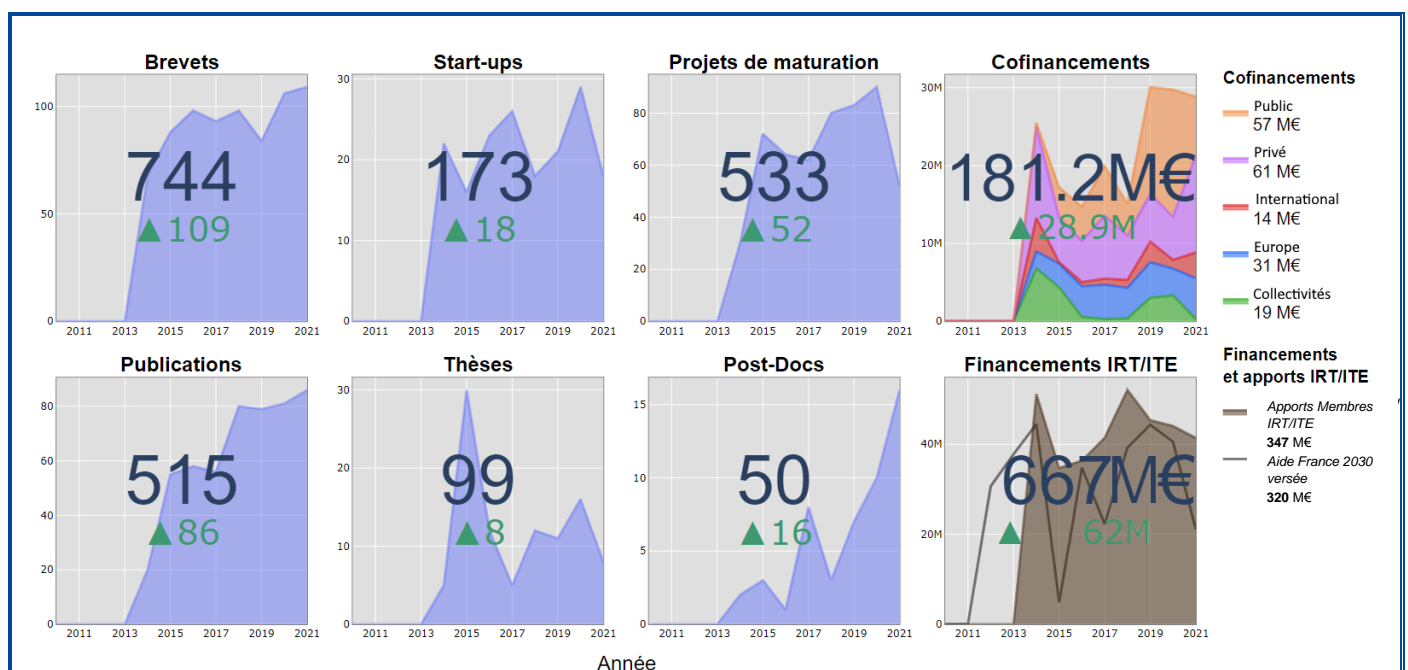 Brevets
100
50
0
2011 2013 2015 2017 2019 2021
744
▲109
Start-ups
30
20
10
0
2011 2013 2015 2017 2019 2021
173
▲18
Projets de maturation
80
60
40
20
0
2011 2013 2015 2017 2019 2021
533
▲52
Cofinancements
30M
20M
10M
0
2011 2013 2015 2017 2019 2021
181.2M€
▲28.9M
Cofinancements
Public
57 M€
Privé
61 M€
International
14 M€
Europe
31 M€
Collectivités
19 M€
Publications
80
60
40
20
0
2011 2013 2015 2017 2019 2021
515
▲86
Thèses
30
20
10
0
2011 2013 2015 2017 2019 2021
99
▲8
Post-Docs
15
10
5
0
2011 2013 2015 2017 2019 2021
50
▲16
Financements IRT/ITE
40M
20M
0
2011 2013 2015 2017 2019 2021
667M€
▲ 62M
Financements
et apports IRT/ITE
Apports Membres
IRT/ITE
347 M€
Aide France 2030
versée
320 M€
Année